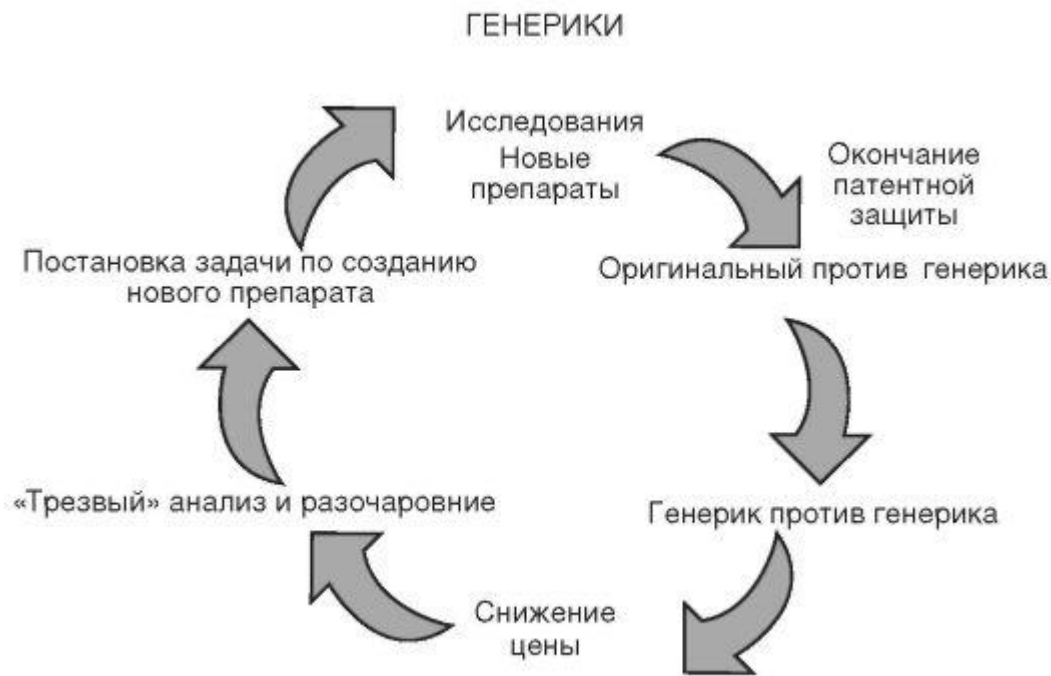 ГЕНЕРИКИ
Исследования
Новые
препараты
Окончание
патентной
защиты
Оригинальный против генерика
Генерик против генерика
Снижение
цены
«Трезвый» анализ и разочаровние
Постановка задачи по созданию
нового препарата